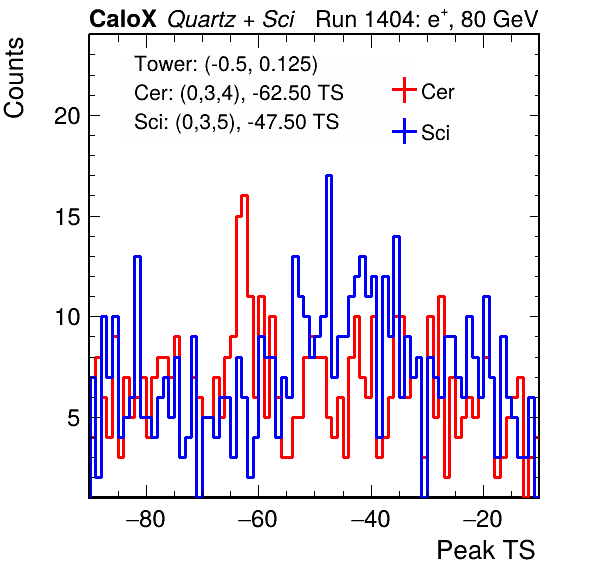 CaloX Quartz + Sci Run 1404: e+, 80 GeV
Counts
Tower: (-0.5, 0.125)
Cer: (0,3,4), -62.50 TS
Sci: (0,3,5), -47.50 TS
Cer
Sci
20
15
10
5
−80 −60 −40 −20
Peak TS